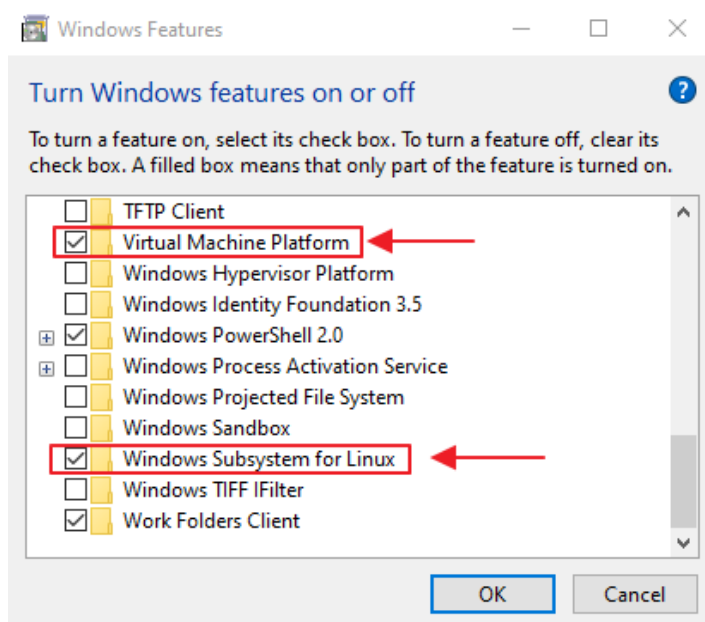 Windows Features
Turn Windows features on or off
?
To turn a feature on, select its check box. To turn a feature off, clear its
check box. A filled box means that only part of the feature is turned on.
TFTP Client
Virtual Machine Platform
Windows Hypervisor Platform
Windows Identity Foundation 3.5
Windows PowerShell 2.0
Windows Process Activation Service
Windows Projected File System
Windows Sandbox
Windows Subsystem for Linux
Windows TIFF IFilter
Work Folders Client
OK
Cancel